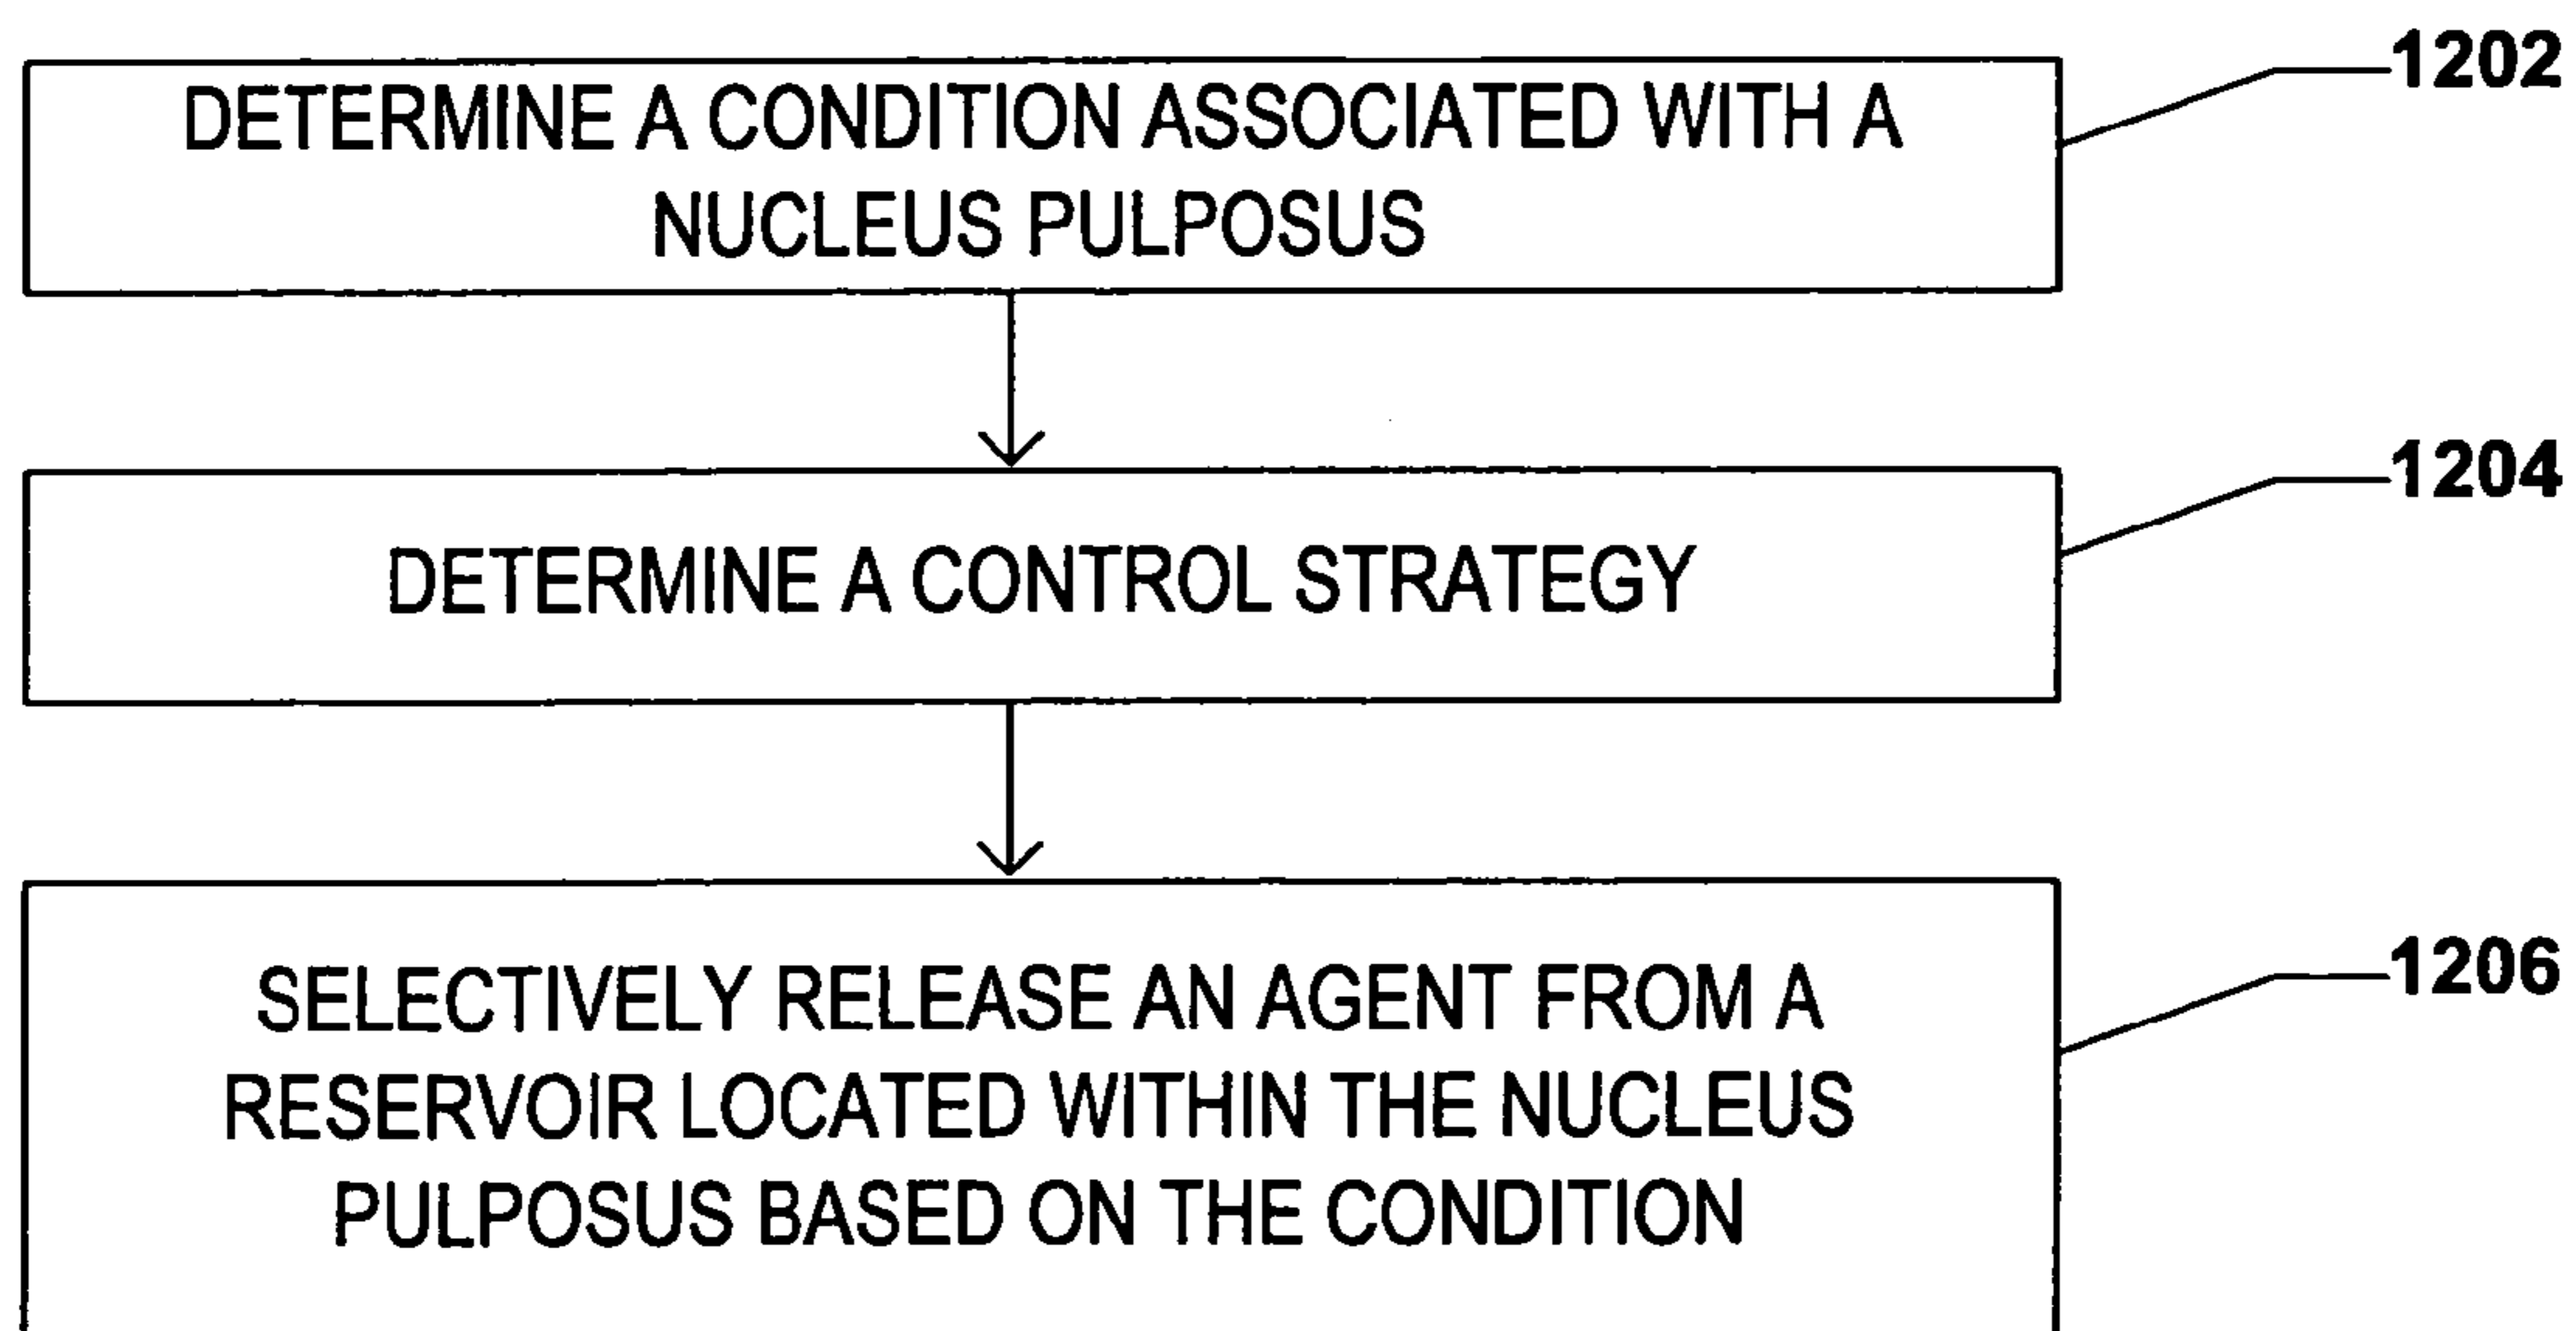 DETERMINE A CONDITION ASSOCIATED WITH A
NUCLEUS PULPOSUS
1202
DETERMINE A CONTROL STRATEGY
1204
SELECTIVELY RELEASE AN AGENT FROM A
RESERVOIR LOCATED WITHIN THE NUCLEUS
PULPOSUS BASED ON THE CONDITION
1206